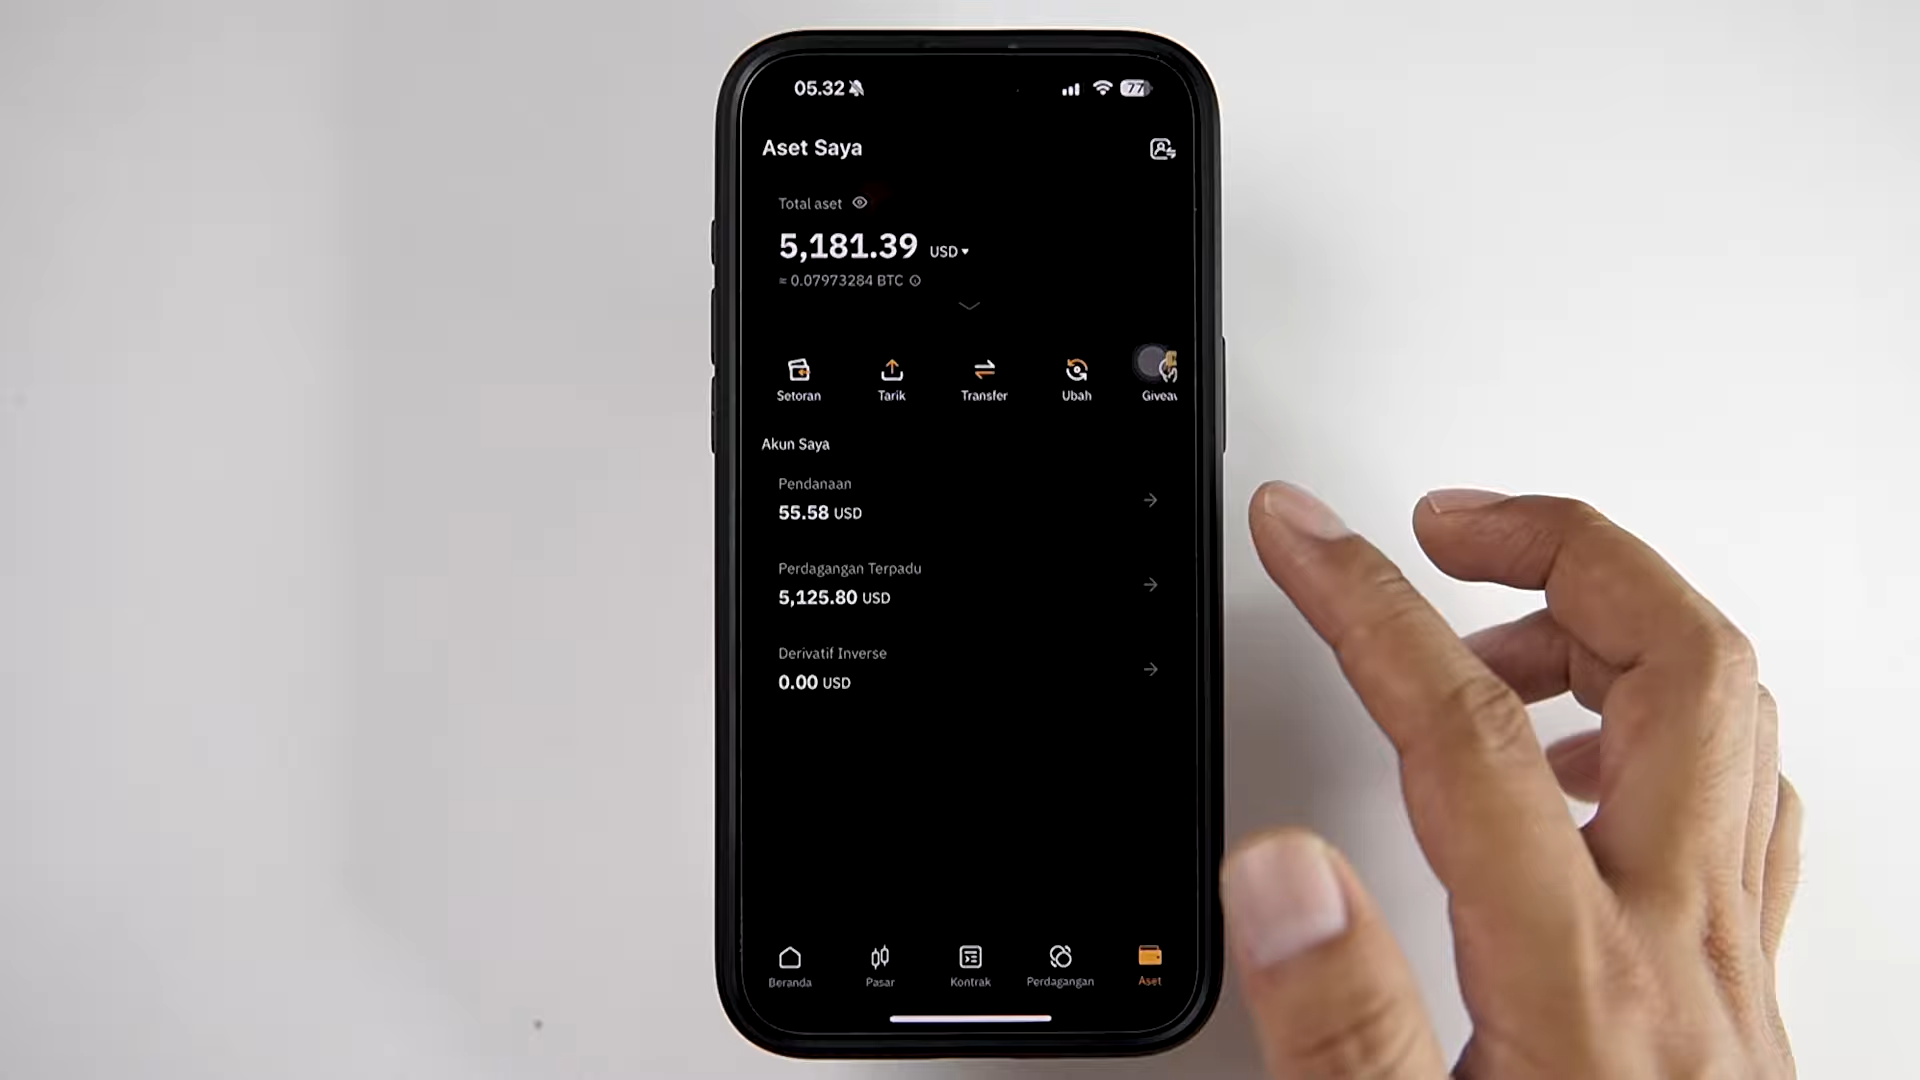 05.32
77
Aset Saya
Total aset
5,181.39 USD
≈ 0.07973284 BTC
Setoran Tarik Transfer Ubah Giveav
Akun Saya
Pendanaan
55.58 USD
Perdagangan Terpadu
5,125.80 USD
Derivatif Inverse
0.00 USD
Beranda Pasar Kontrak Perdagangan Aset